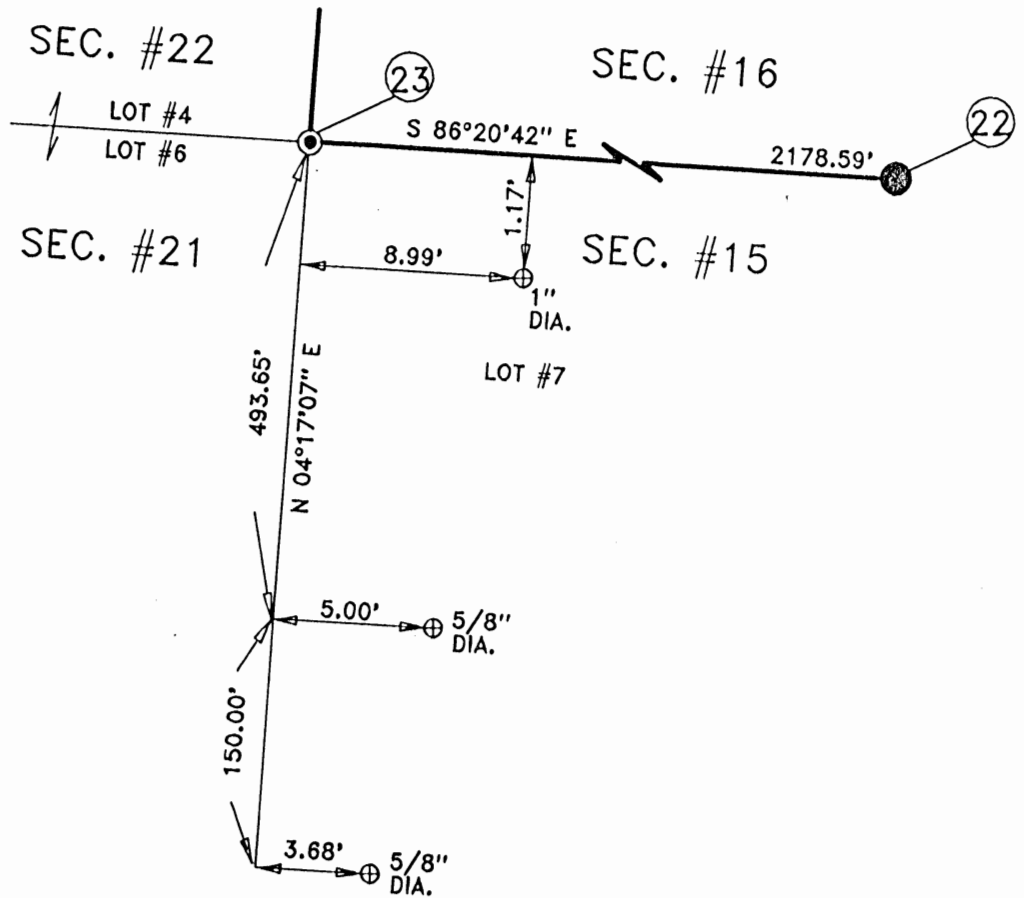 SEC. #22
SEC. #16
23
22
LOT #4
LOT #6
S 86°20'42" E
2178.59'
1.17'
SEC. #21
8.99'
SEC. #15
1"
DIA.
LOT #7
493.65'
N 04°17'07" E
5.00'
5/8"
DIA.
150.00'
3.68'
5/8"
DIA.